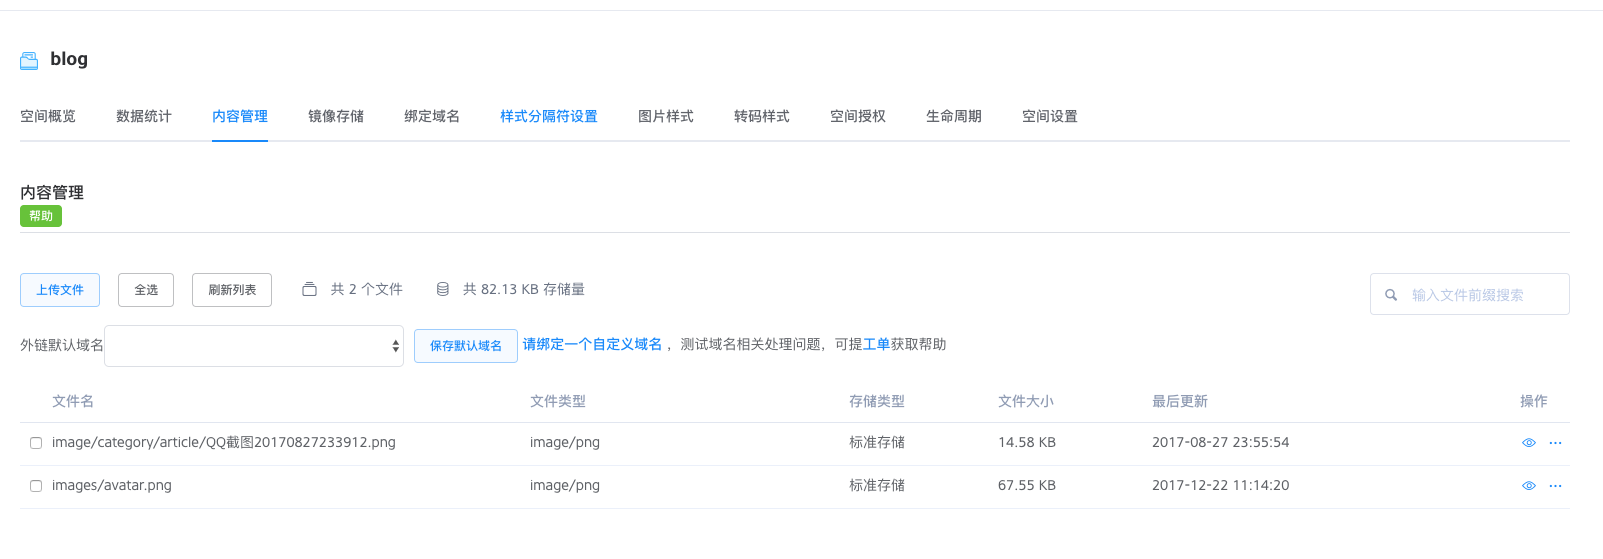 blog
空间概览 数据统计 内容管理 镜像存储 绑定域名 样式分隔符设置 图片样式 转码样式 空间授权 生命周期 空间设置
内容管理
帮助
上传文件 全选 刷新列表 共 2 个文件 共 82.13 KB 存储量 输入文件前缀搜索
外链默认域名 保存默认域名 请绑定一个自定义域名 ，测试域名相关处理问题，可提工单获取帮助
文件名 文件类型 存储类型 文件大小 最后更新 操作
image/category/article/QQ截图20170827233912.png image/png 标准存储 14.58 KB 2017-08-27 23:55:54
images/avatar.png image/png 标准存储 67.55 KB 2017-12-22 11:14:20